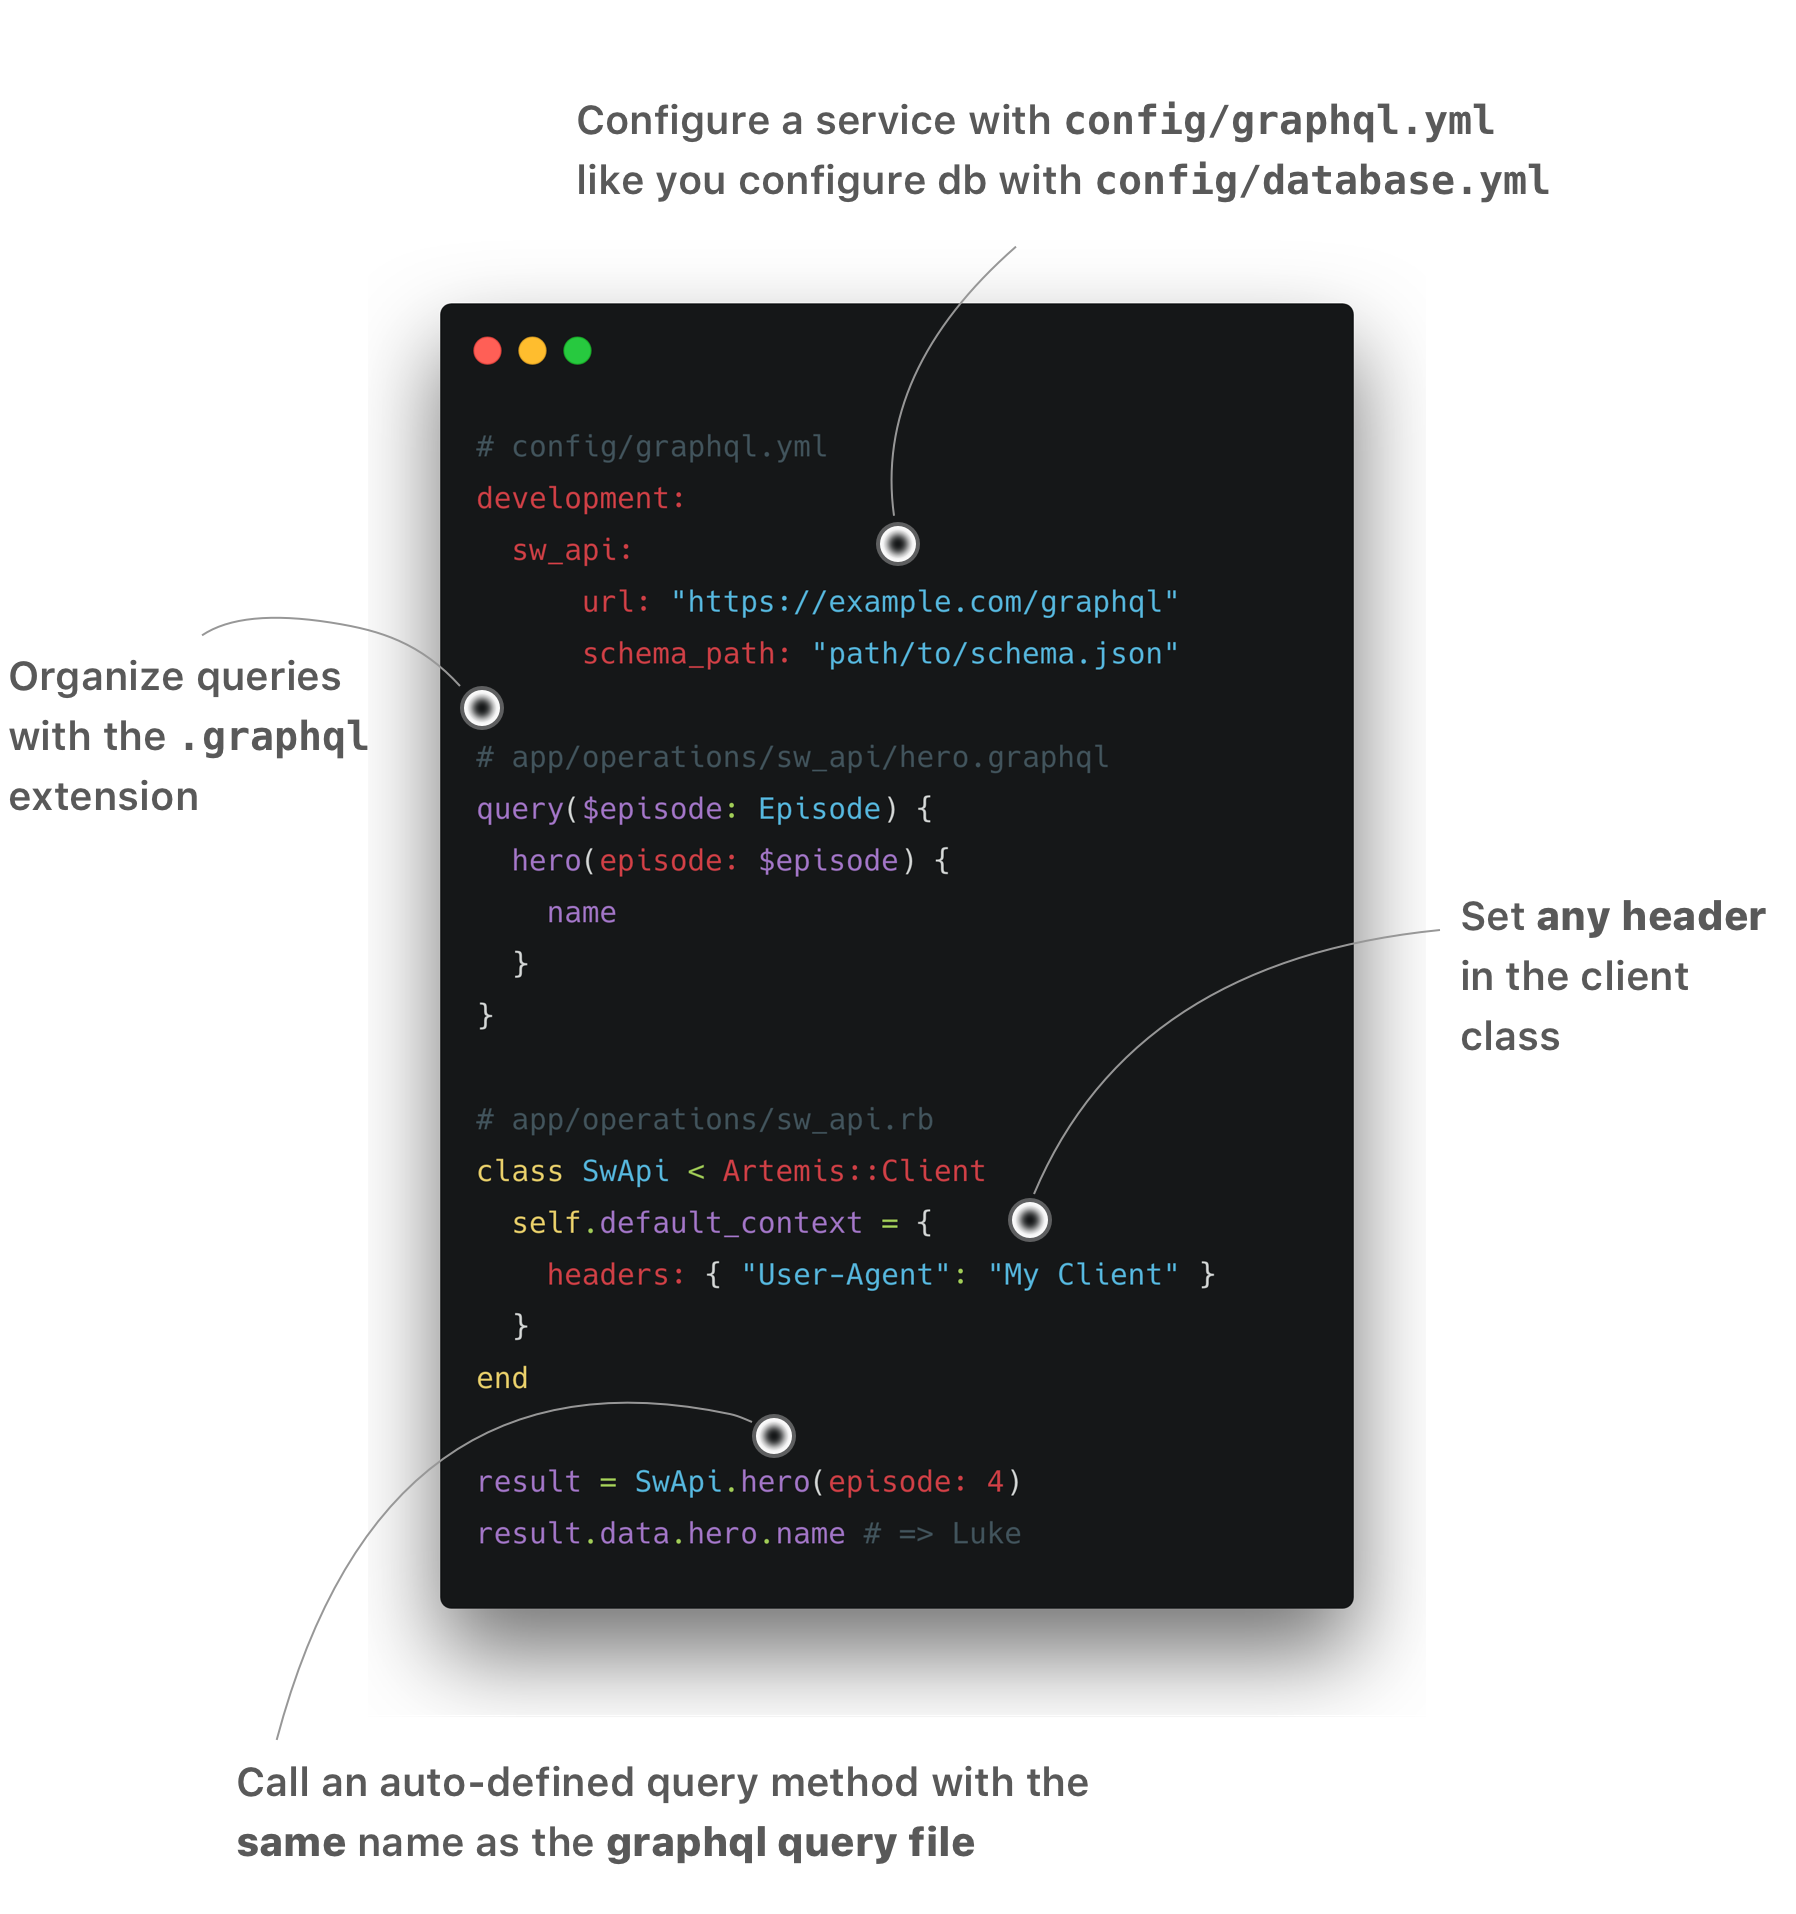 Configure a service with config/graphql.yml
like you configure db with config/database.yml
# config/graphql.yml
development:
  sw_api:
      url: "https://example.com/graphql"
      schema_path: "path/to/schema.json"
Organize queries
with the .graphql
extension
# app/operations/sw_api/hero.graphql
query($episode: Episode) {
  hero(episode: $episode) {
    name
  }
}
Set any header
in the client
class
# app/operations/sw_api.rb
class SwApi < Artemis::Client
  self.default_context = {
    headers: { "User-Agent": "My Client" }
  }
end
result = SwApi.hero(episode: 4)
result.data.hero.name # => Luke
Call an auto-defined query method with the
same name as the graphql query file